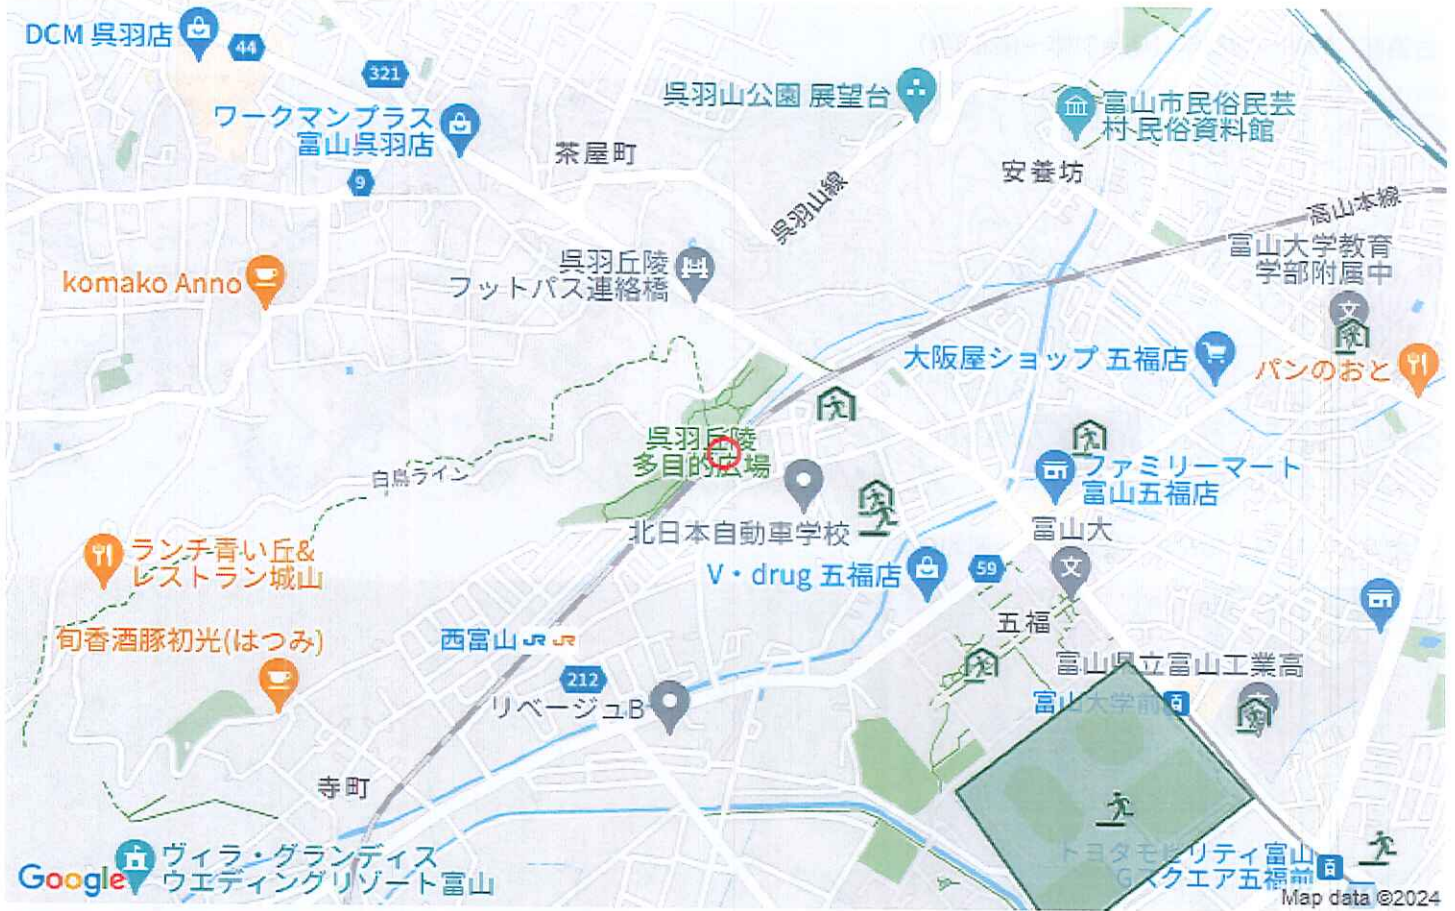 DCM 呉羽店
44
321
ワークマンプラス
富山呉羽店
9
茶屋町
呉羽山公園 展望台
呉羽山線
富山市民俗民芸
村 民俗資料館
安養坊
高山本線
富山大学教育
学部附属中
文
呉羽丘陵
フットパス連絡橋
komako Anno
大阪屋ショップ 五福店
パンのおと
呉羽丘陵
多目的広場
白鳥ライン
北日本自動車学校
ファミリーマート
富山五福店
富山大
文
ランチ青い丘&
レストラン城山
V・drug 五福店
59
五福
旬香酒豚初光(はつみ)
西富山 JR JR
212
リベージュB
富山県立富山工業高
富山大学前
寺町
ヴィラ・グランディス
ウエディングリゾート富山
トヨタモビリティ富山
Gスクエア五福前
Google
Map data ©2024